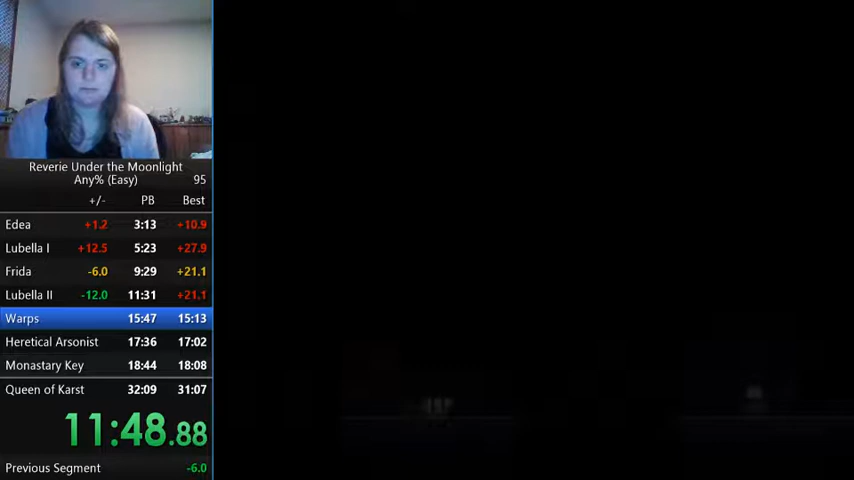 Reverie Under the Moonlight
Any% (Easy) 95
+/- PB Best
Edea +1.2 3:13 +10.9
Lubella I +12.5 5:23 +27.9
Frida -6.0 9:29 +21.1
Lubella II -12.0 11:31 +21.1
Warps 15:47 15:13
Heretical Arsonist 17:36 17:02
Monastary Key 18:44 18:08
Queen of Karst 32:09 31:07
11:48.88
Previous Segment -6.0